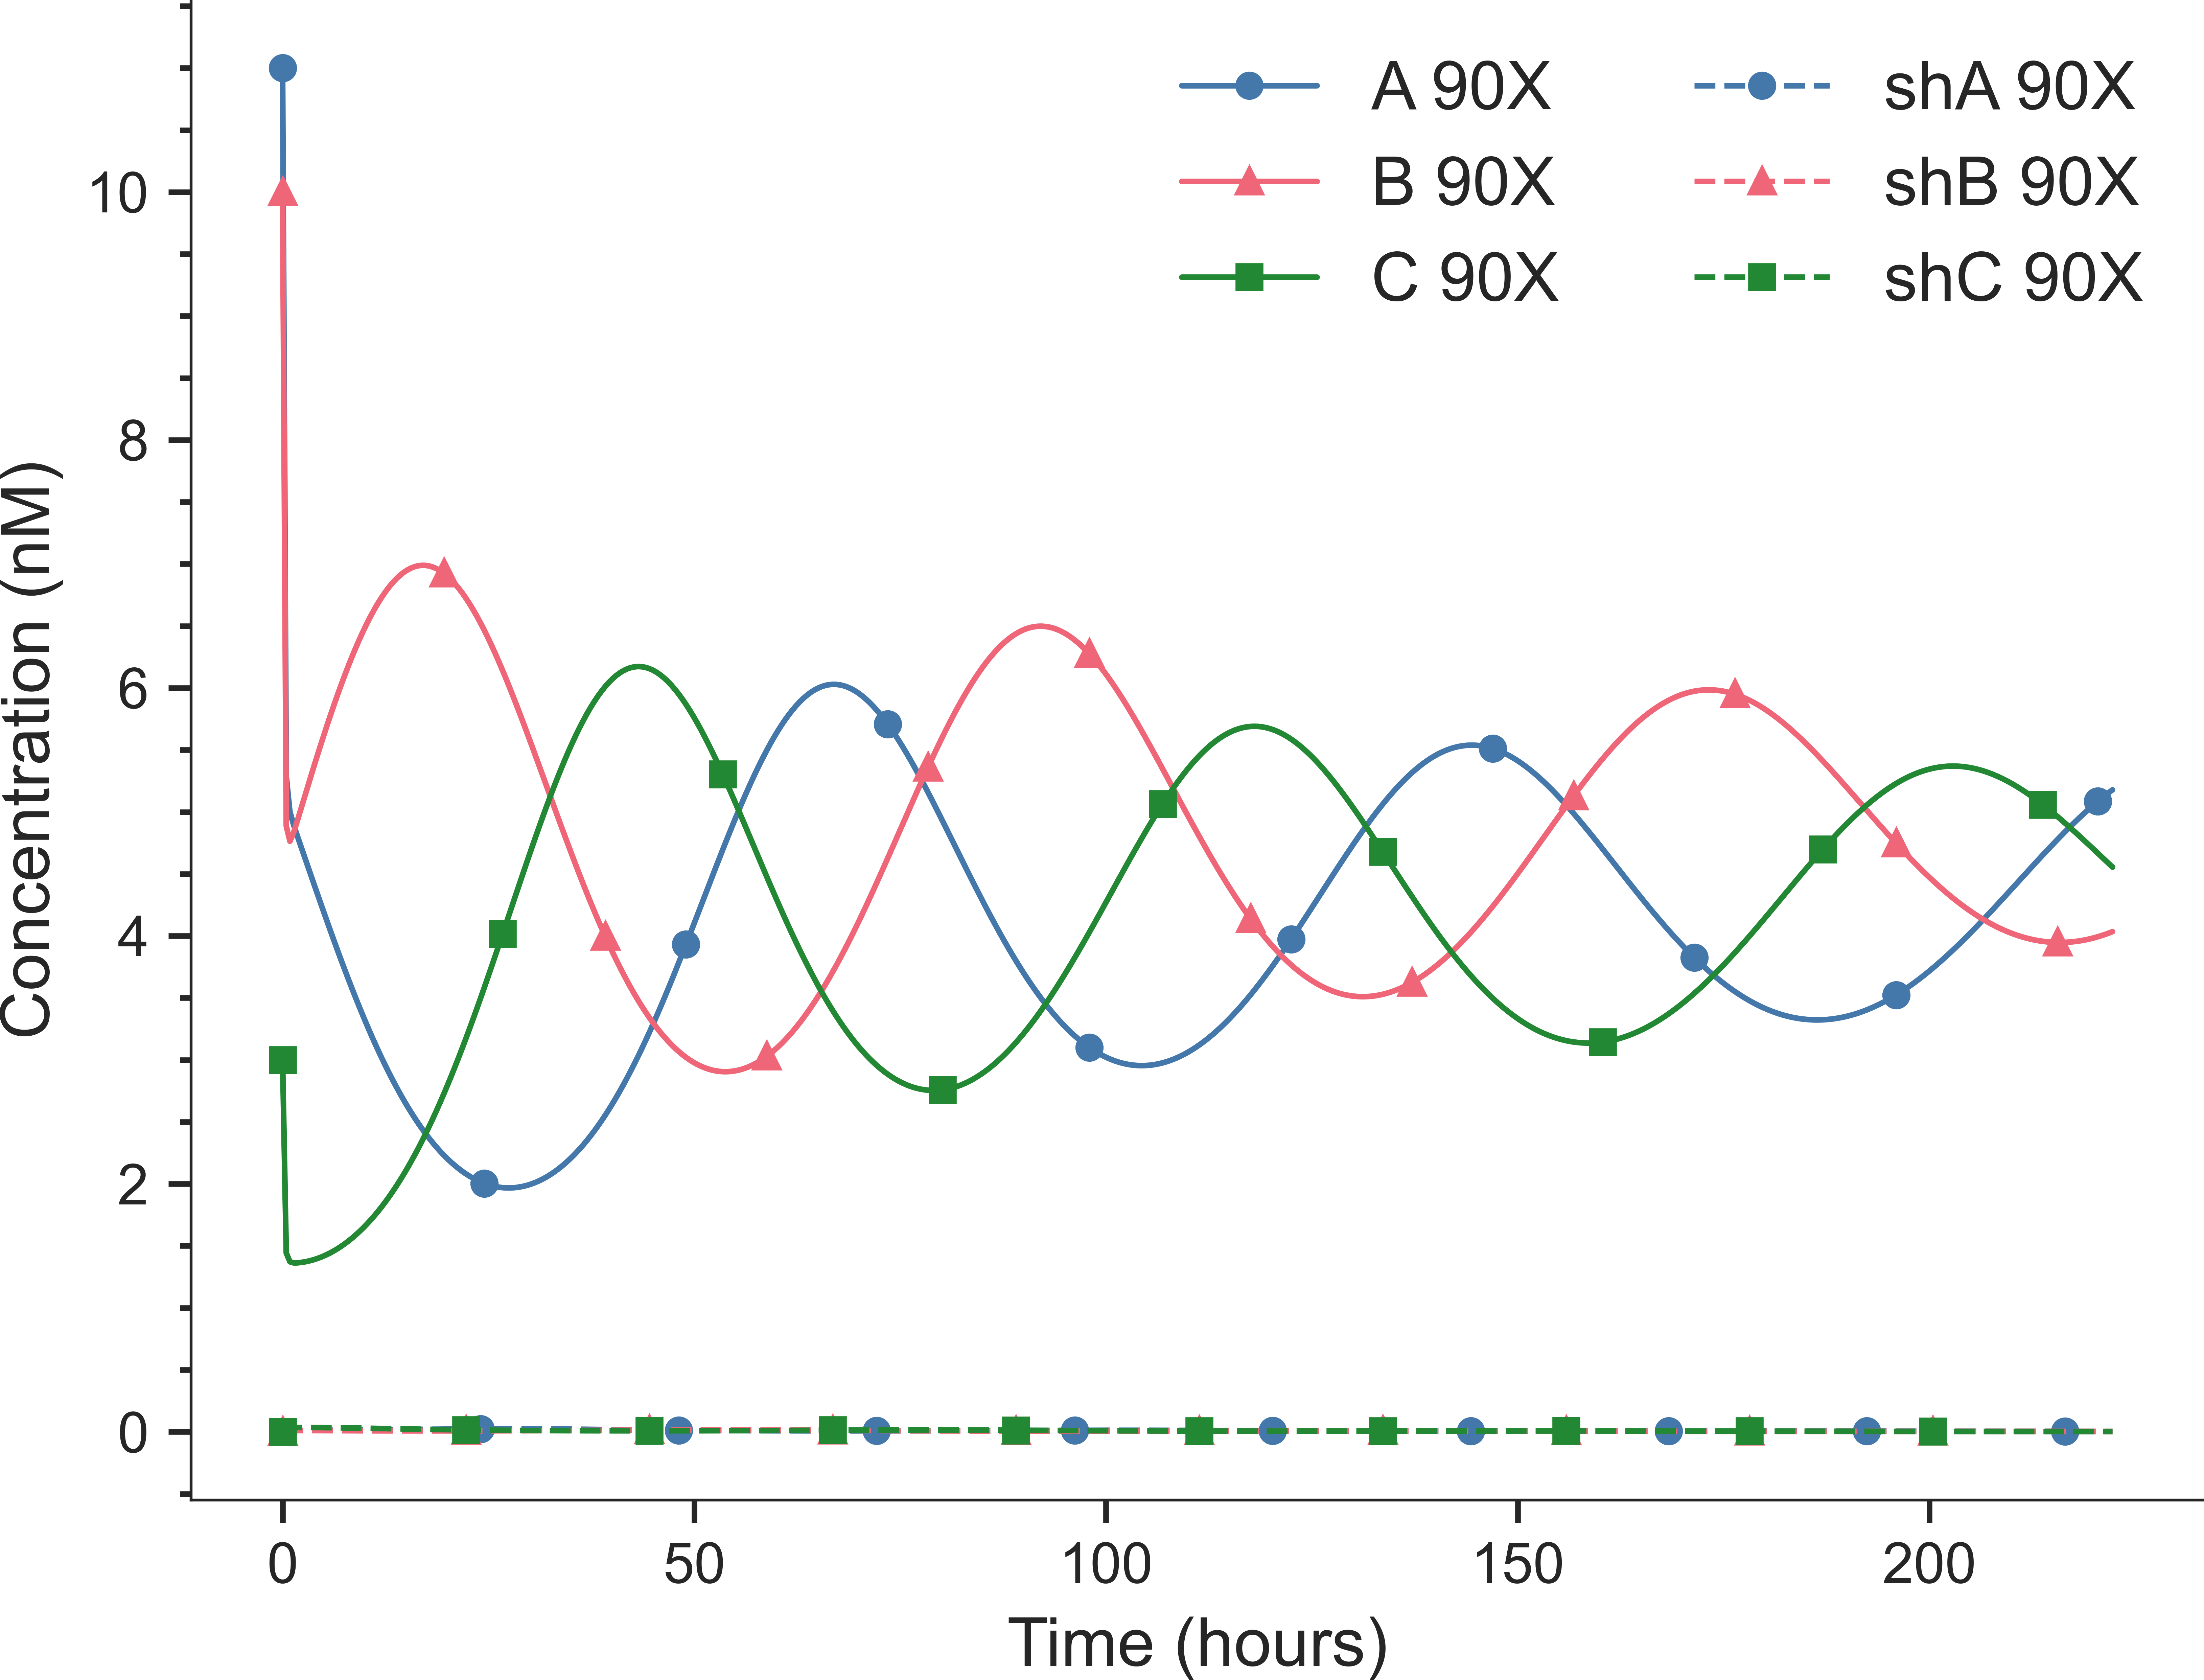 A 90X
B 90X
C 90X
shA 90X
shB 90X
shC 90X
Concentration (nM)
10
8
6
4
2
0
0
50
100
150
200
Time (hours)